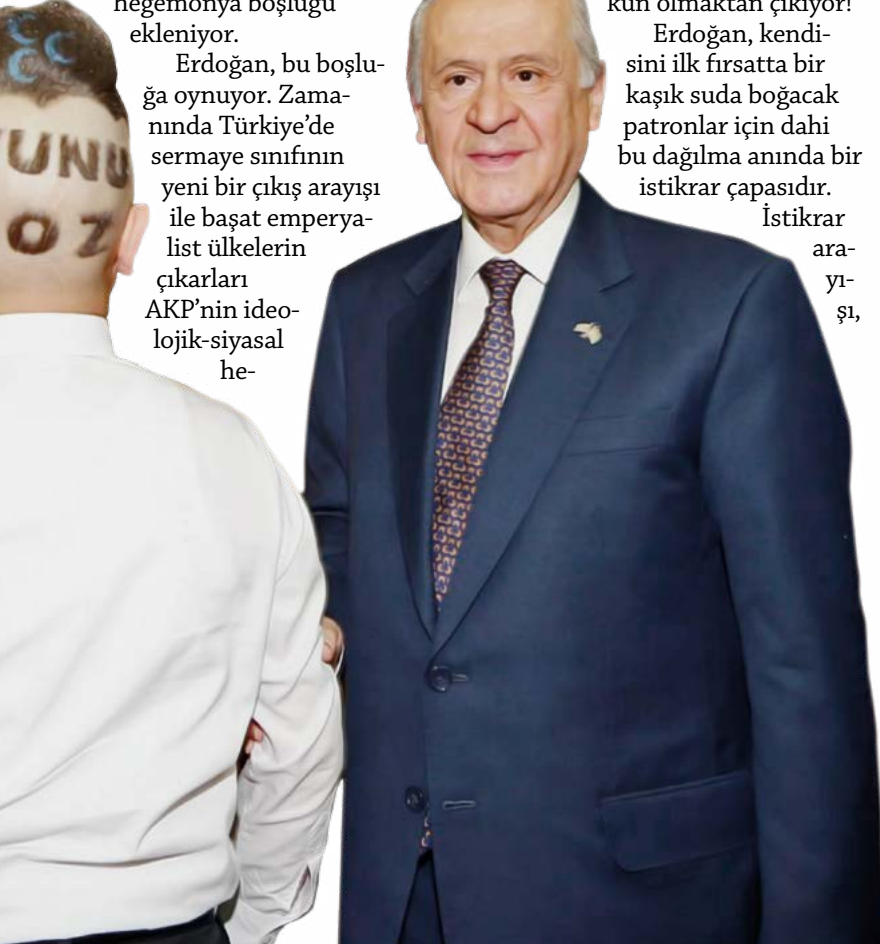 hegemonya boşluğu
ekleniyor.
Erdoğan, bu boşlu-
ğa oynuyor. Zama-
nında Türkiye’de
sermaye sınıfının
yeni bir çıkış arayışı
ile başat emperya-
list ülkelerin
çıkarları
AKP’nin ideo-
lojik-siyasal
he-
kün olmaktan çıkıyor!
Erdoğan, kendi-
sini ilk fırsatta bir
kaşık suda boğacak
patronlar için dahi
bu dağılma anında bir
istikrar çapasıdır.
İstikrar
ara-
yı-
şı,
YUNU
OZ